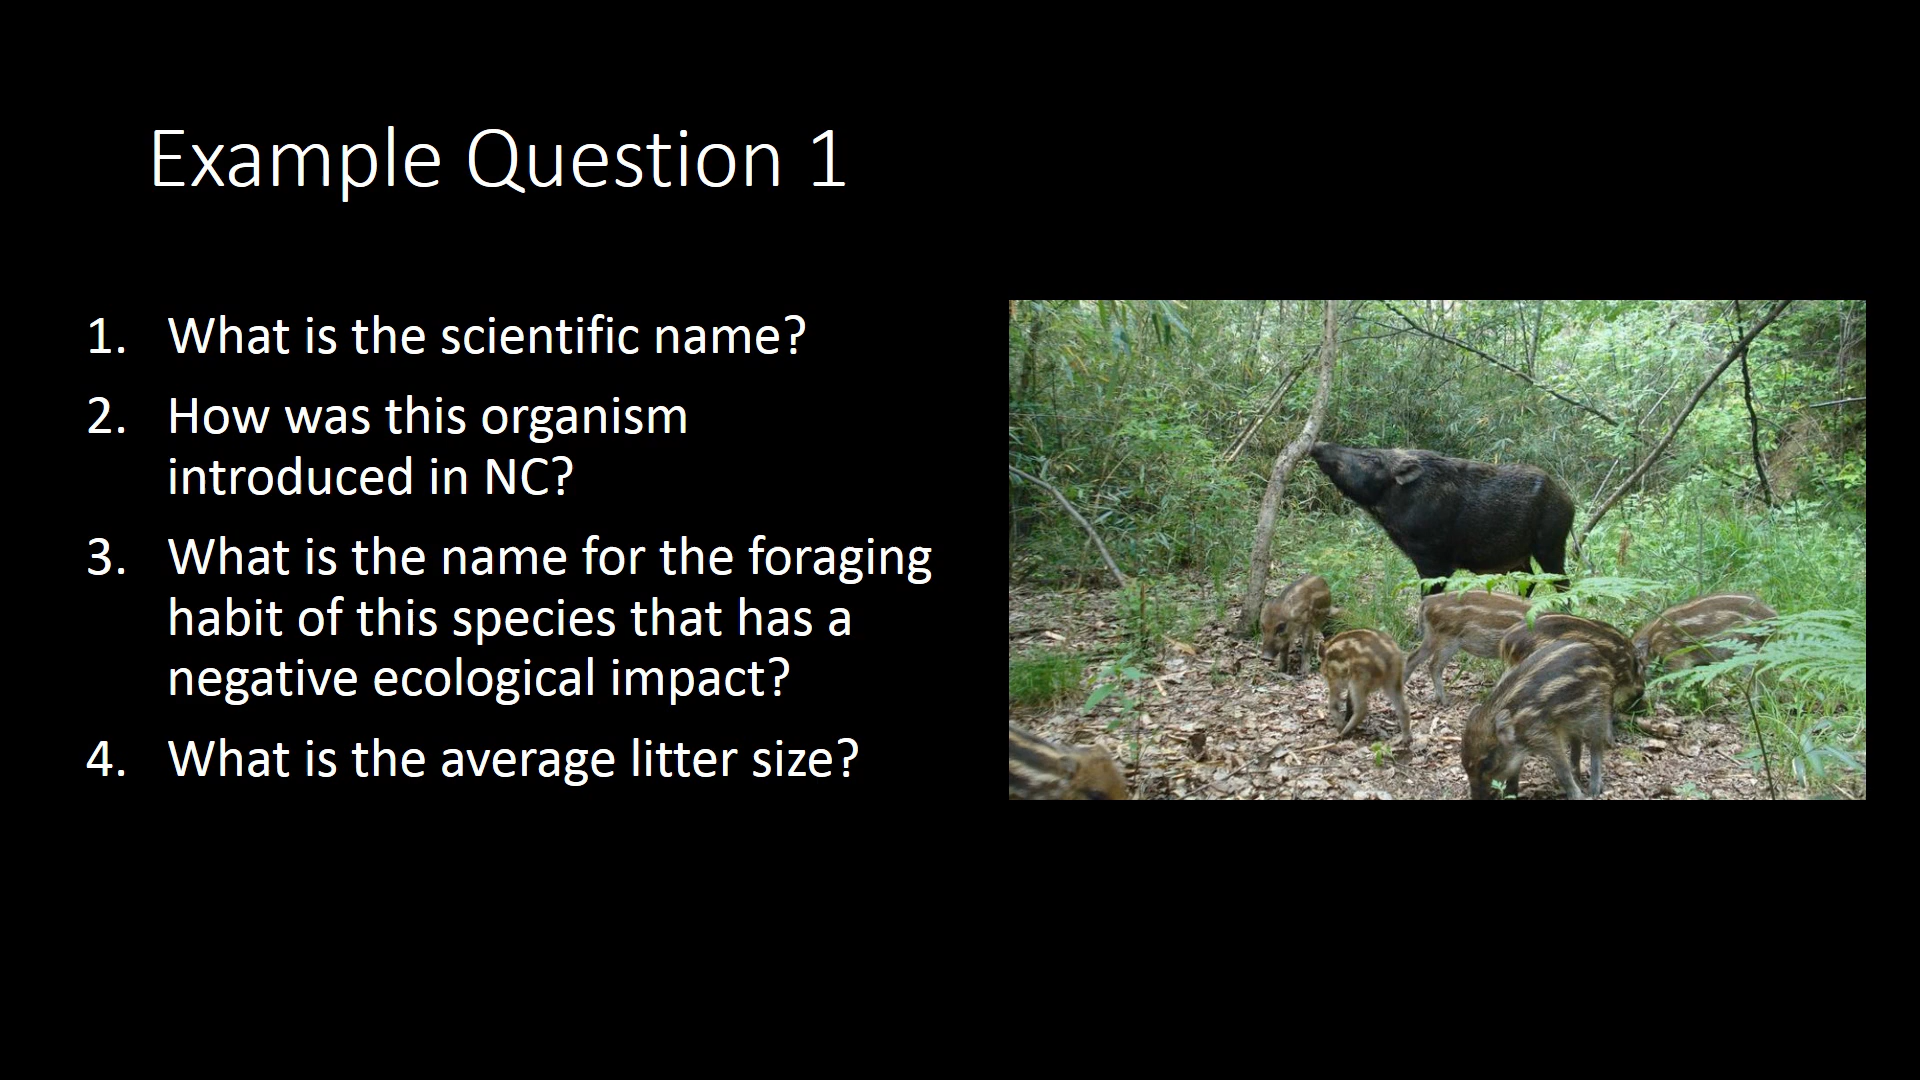 Example Question 1
1. What is the scientific name?
2. How was this organism
introduced in NC?
3. What is the name for the foraging
habit of this species that has a
negative ecological impact?
4. What is the average litter size?